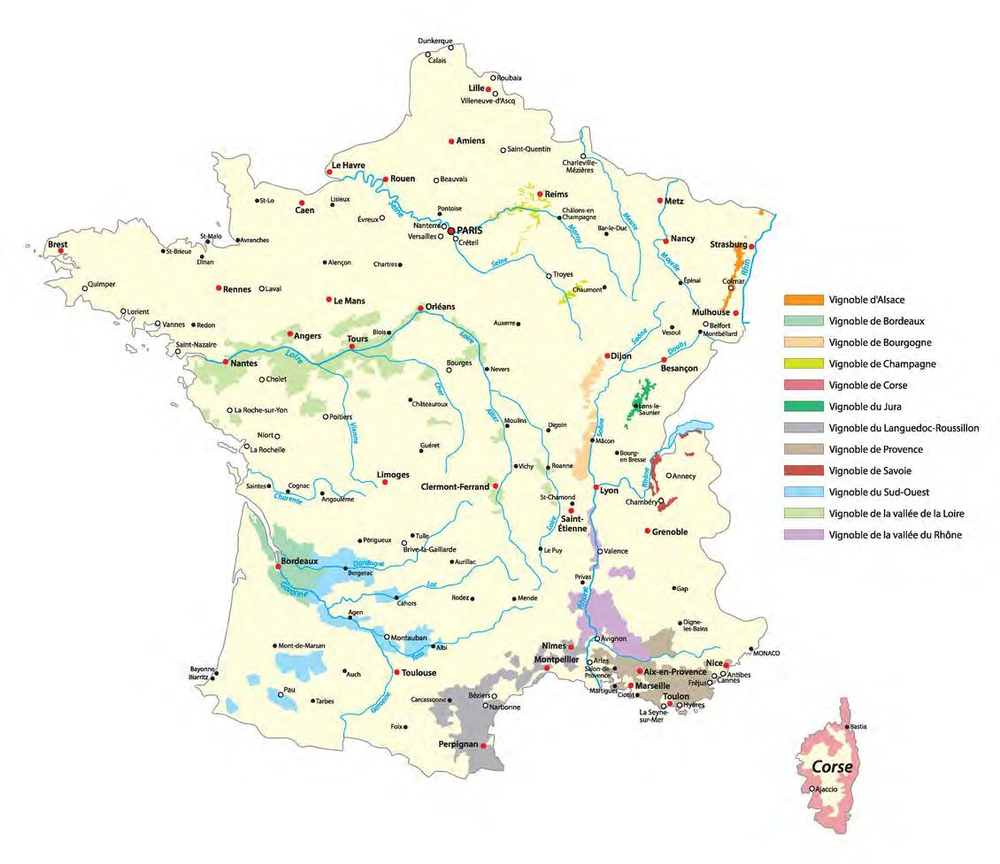 Dunkerque
Calais
Roubaix
Lille
Villeneuve-d'Ascq
Amiens
Saint-Quentin
Charleville-
Mézières
Le Havre
Rouen
Beauvais
Reims
St-Lo
Caen
Lisieux
Évreux
Seine
Pontoise
Nanterre
PARIS
Versailles
Créteil
Châlons-en
Champagne
Marne
Bar-le-Duc
Meute
Metz
Nancy
Moselle
Strasburg
Rhin
Brest
St-Brieue
St-Malo
Dinan
Avranches
Alençon
Chartres
Seine
Troyes
Chaumont
Épinal
Colmar
Quimper
Rennes
Laval
Le Mans
Orléans
Auxerre
Mulhouse
Belfort
Montbéliard
Vesoul
Lorient
Vannes
Redon
Saint-Nazaire
Nantes
Angers
Loire
Tours
Blois
Loire
Bourges
Nevers
Saône
Dijon
Doubs
Besançon
Cholet
Cher
Châteauroux
Allier
Moulins
Digoin
Saône
Lons-le-
Saunier
La Roche-sur-Yon
Poitiers
Vienne
Niort
La Rochelle
Guéret
Vichy
Roanne
Mâcon
Bourg-
en Bresse
Rhône
Annecy
Saintes
Cognac
Charente
Angouléme
Limoges
Clermont-Ferrand
Lyon
Chambéry
St-Chamond
Saint-
Étienne
Loire
Grenoble
Périgueux
Tulle
Brive-la-Gaillarde
Le Puy
Valence
Bordeaux
Dordogne
Bergerac
Aurillac
Privas
Garonne
Lot
Cahors
Rodez
Mende
Rhône
Gap
Agen
Montauban
Tarn
Albi
Avignon
Digne-
les-Bains
Mont-de-Marsan
Nîmes
Montpellier
Arles
Salon-de
Provence
Aix-en-Provence
Nice
MONACO
Antibes
Cannes
Fréjus
Bayonne
Biarritz
Auch
Toulouse
Martigues
Marseille
Ciotat
Toulon
Hyères
La Seyne-
sur-Mer
Pau
Tarbes
Garonne
Carcassonne
Béziers
Narbonne
Foix
Perpignan
Bastia
Corse
Ajaccio
Vignoble d'Alsace
Vignoble de Bordeaux
Vignoble de Bourgogne
Vignoble de Champagne
Vignoble de Corse
Vignoble du Jura
Vignoble du Languedoc-Roussillon
Vignoble de Provence
Vignoble de Savoie
Vignoble du Sud-Ouest
Vignoble de la vallée de la Loire
Vignoble de la vallée du Rhône